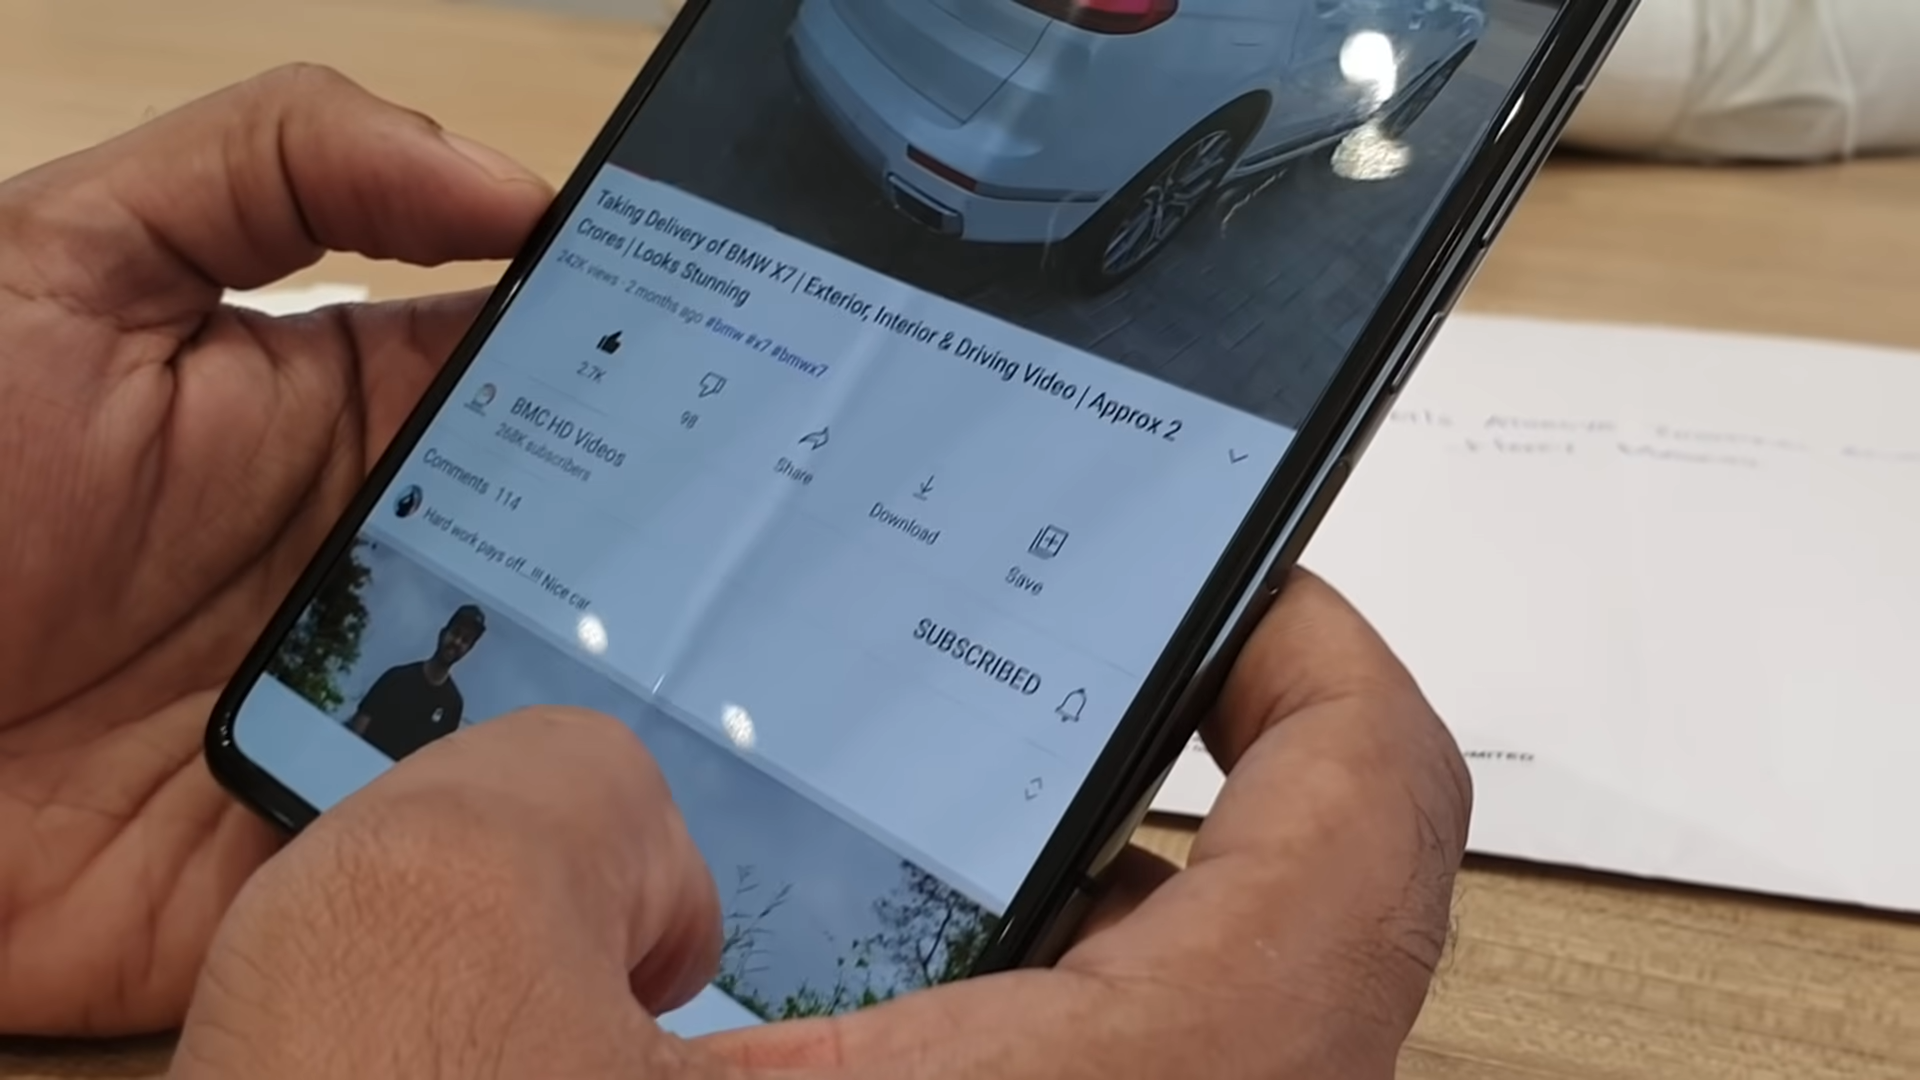 Taking Delivery of BMW X7 | Exterior, Interior & Driving Video | Approx 2
Crores | Looks Stunning
242K views · 2 months ago #bmw #x7 #bmwx7
2.7K
98
Share
Download
Save
BMC HD Videos
268K subscribers
SUBSCRIBED
Comments 114
Hard work pays off...!!! Nice car